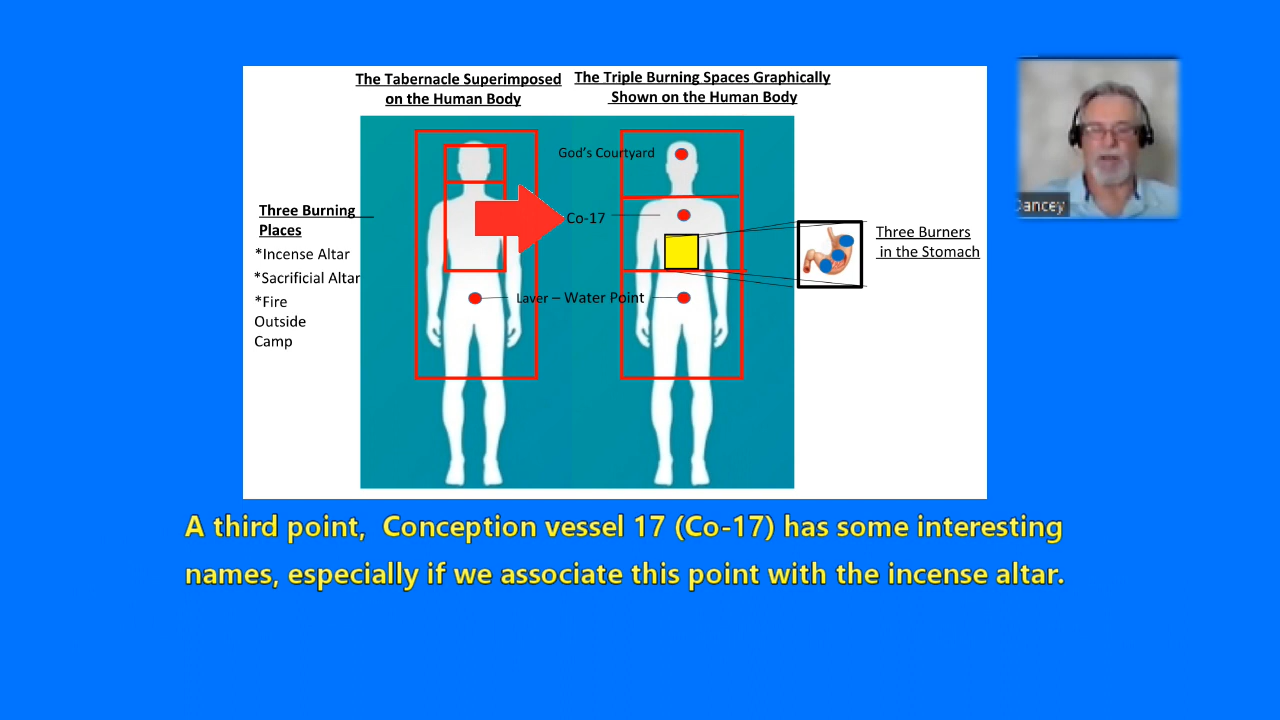 The Tabernacle Superimposed
on the Human Body
The Triple Burning Spaces Graphically
Shown on the Human Body
God's Courtyard
Three Burning
Places
*Incense Altar
*Sacrificial Altar
*Fire
Outside
Camp
Co-17
Laver – Water Point
Three Burners
in the Stomach
Dancey
A third point, Conception vessel 17 (Co-17) has some interesting
names, especially if we associate this point with the incense altar.